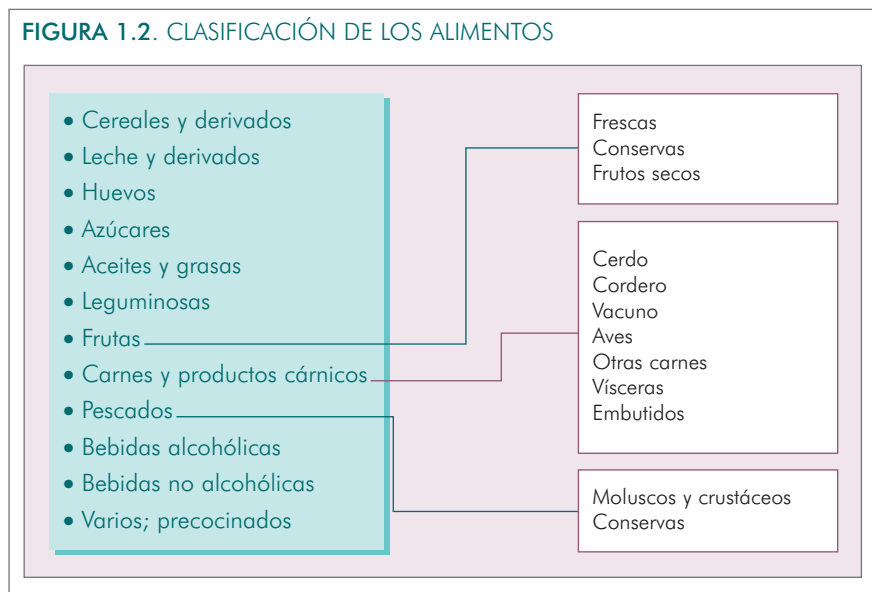 FIGURA 1.2. CLASIFICACIÓN DE LOS ALIMENTOS
• Cereales y derivados
• Leche y derivados
• Huevos
• Azúcares
• Aceites y grasas
• Leguminosas
• Frutas
• Carnes y productos cárnicos
• Pescados
• Bebidas alcohólicas
• Bebidas no alcohólicas
• Varios; precocinados
Frescas
Conservas
Frutos secos
Cerdo
Cordero
Vacuno
Aves
Otras carnes
Vísceras
Embutidos
Moluscos y crustáceos
Conservas